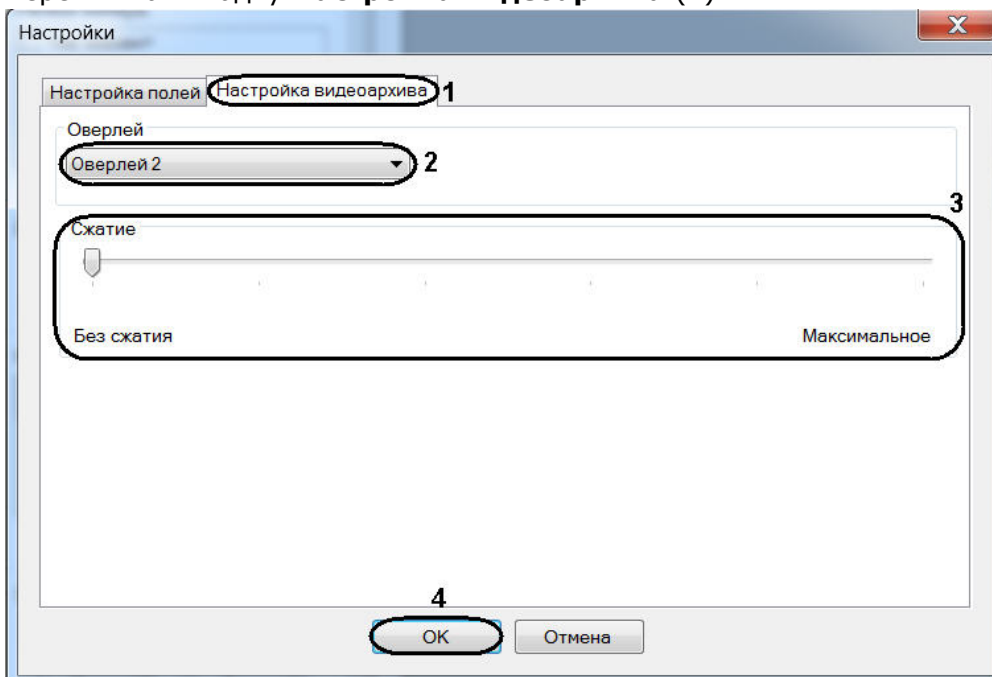 Настройки
X
Настройка полей Настройка видеоархива 1
Оверлей
Оверлей 2 2
3
Сжатие
Без сжатия Максимальное
4
OK Отмена